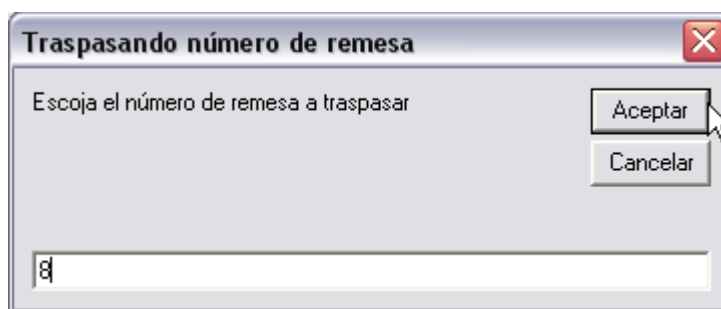 Traspasando número de remesa
Escoja el número de remesa a traspasar
Aceptar
Cancelar
8